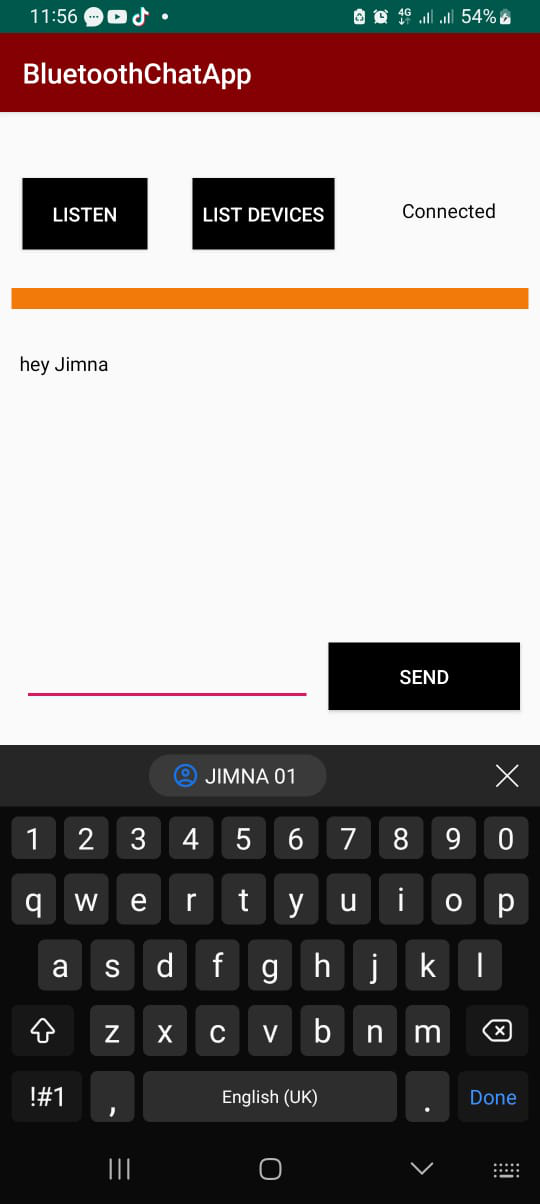 11:56 4G 54%
BluetoothChatApp
LISTEN LIST DEVICES Connected
hey Jimna
SEND
JIMNA 01
1 2 3 4 5 6 7 8 9 0
q w e r t y u i o p
a s d f g h j k l
z x c v b n m
!#1 , English (UK) . Done